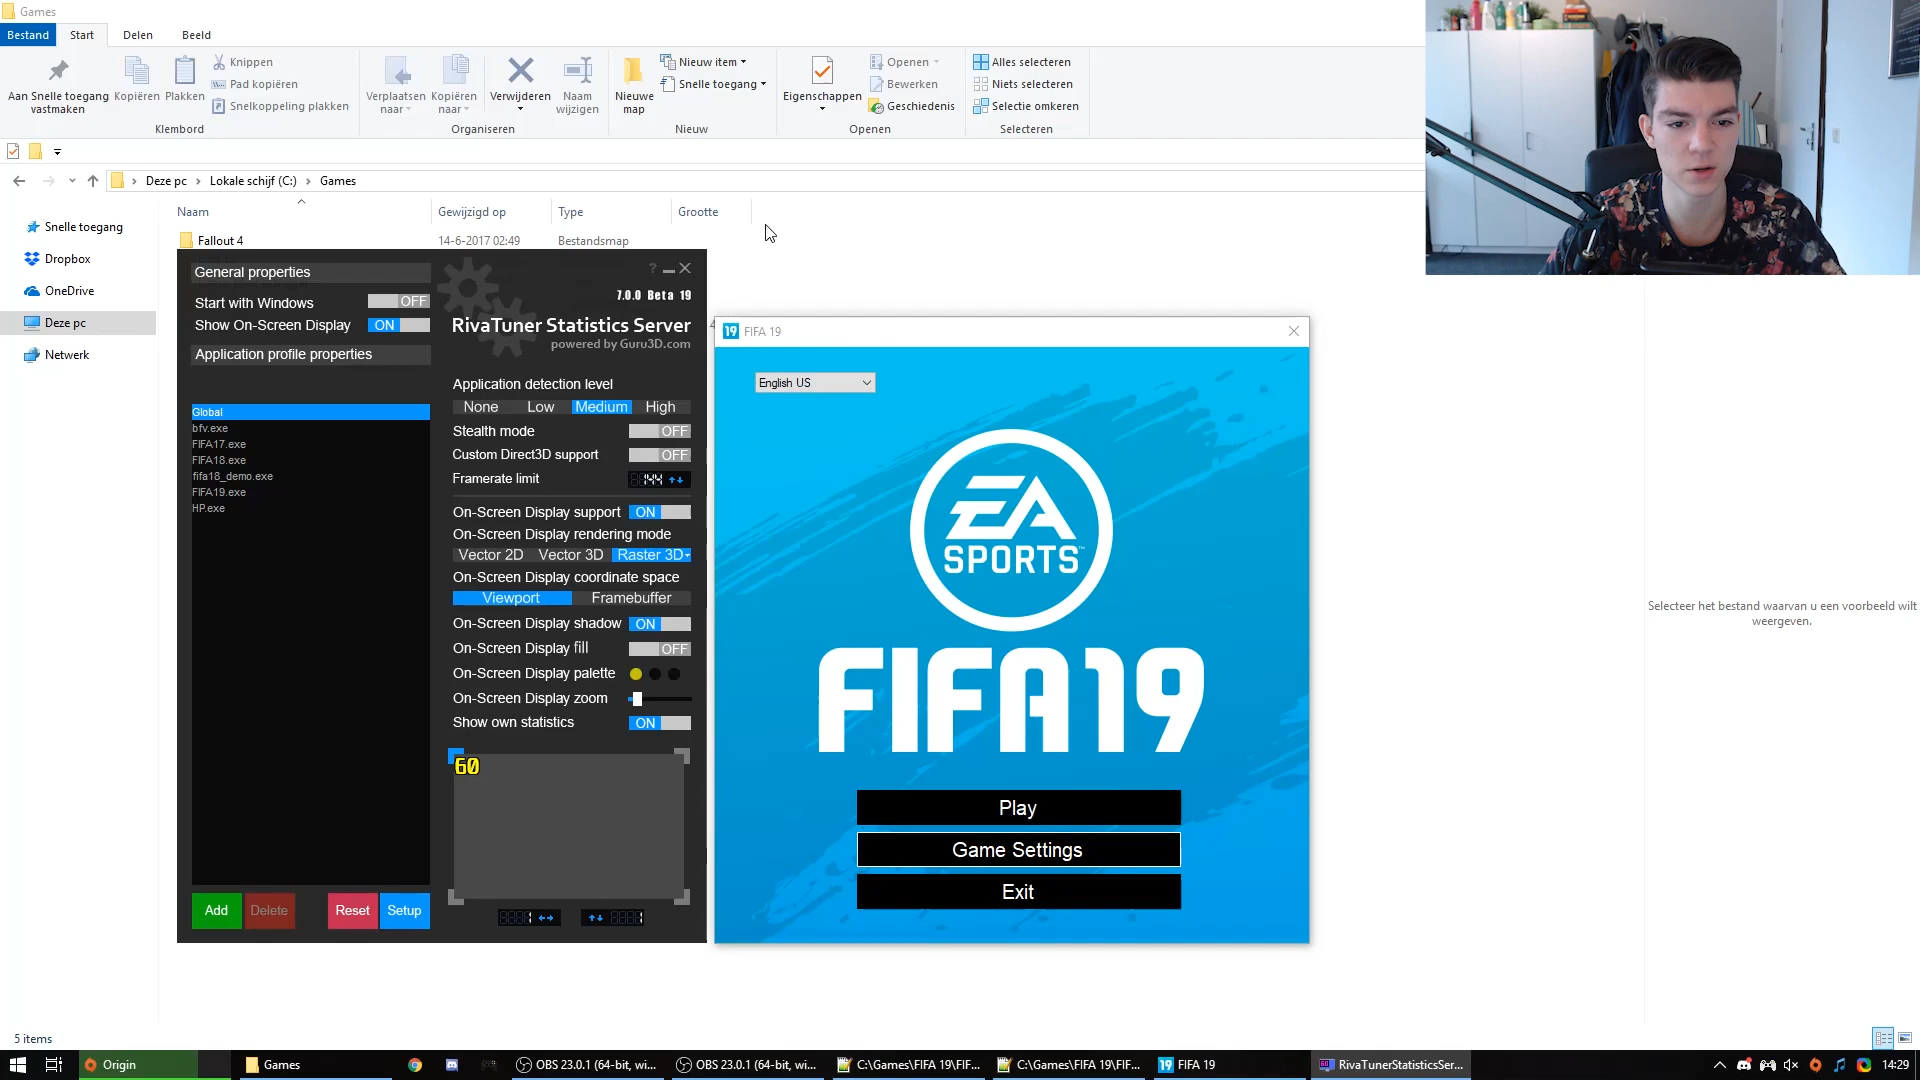 Games
Bestand Start Delen Beeld
Aan Snelle toegang vastmaken
Kopiëren
Plakken
Knippen
Pad kopiëren
Snelkoppeling plakken
Klembord
Verplaatsen naar
Kopiëren naar
Verwijderen
Naam wijzigen
Organiseren
Nieuwe map
Nieuw item
Snelle toegang
Nieuw
Eigenschappen
Openen
Bewerken
Geschiedenis
Openen
Alles selecteren
Niets selecteren
Selectie omkeren
Selecteren
Deze pc › Lokale schijf (C:) › Games
Naam Gewijzigd op Type Grootte
Snelle toegang
Dropbox
OneDrive
Deze pc
Netwerk
Fallout 4 14-6-2017 02:49 Bestandsmap
General properties
Start with Windows OFF
Show On-Screen Display ON
Application profile properties
Global
bfv.exe
FIFA17.exe
FIFA18.exe
fifa18_demo.exe
FIFA19.exe
HP.exe
Add Delete Reset Setup
?
7.0.0 Beta 19
RivaTuner Statistics Server
powered by Guru3D.com
Application detection level
None Low Medium High
Stealth mode OFF
Custom Direct3D support OFF
Framerate limit 144
On-Screen Display support ON
On-Screen Display rendering mode
Vector 2D Vector 3D Raster 3D
On-Screen Display coordinate space
Viewport Framebuffer
On-Screen Display shadow ON
On-Screen Display fill OFF
On-Screen Display palette
On-Screen Display zoom
Show own statistics ON
60
1 1
19 FIFA 19
English US
EA
SPORTS™
FIFA19
Play
Game Settings
Exit
Selecteer het bestand waarvan u een voorbeeld wilt
weergeven.
5 items
Origin
Games
OBS 23.0.1 (64-bit, wi...
OBS 23.0.1 (64-bit, wi...
C:\Games\FIFA 19\FIF...
C:\Games\FIFA 19\FIF...
19 FIFA 19
RivaTunerStatisticsSer...
14:29